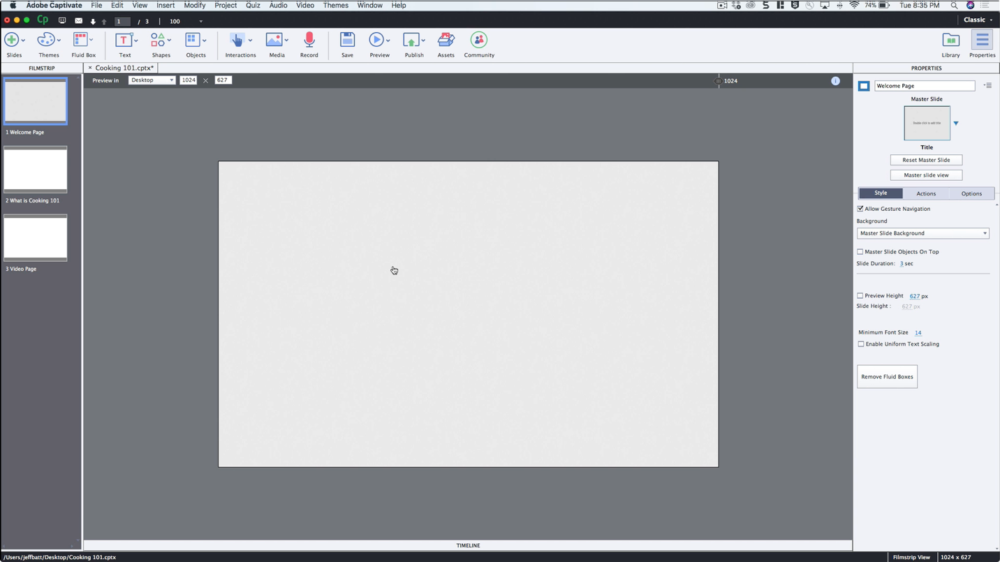 Adobe Captivate File Edit View Insert Modify Project Quiz Audio Video Themes Window Help 74% Tue 8:35 PM
Cp 1 / 3 100 Classic
Slides Themes Fluid Box Text Shapes Objects Interactions Media Record Save Preview Publish Assets Community Library Properties
FILMSTRIP × Cooking 101.cptx* PROPERTIES
Preview in Desktop 1024 × 627 1024
Welcome Page
Master Slide
Double click to add title
Title
Reset Master Slide
Master slide view
Style Actions Options
Allow Gesture Navigation
Background
Master Slide Background
Master Slide Objects On Top
Slide Duration: 3 sec
Preview Height 627 px
Slide Height : 627 px
Minimum Font Size 14
Enable Uniform Text Scaling
Remove Fluid Boxes
1 Welcome Page
2 What is Cooking 101
3 Video Page
TIMELINE
/Users/jeffbatt/Desktop/Cooking 101.cptx Filmstrip View 1024 x 627